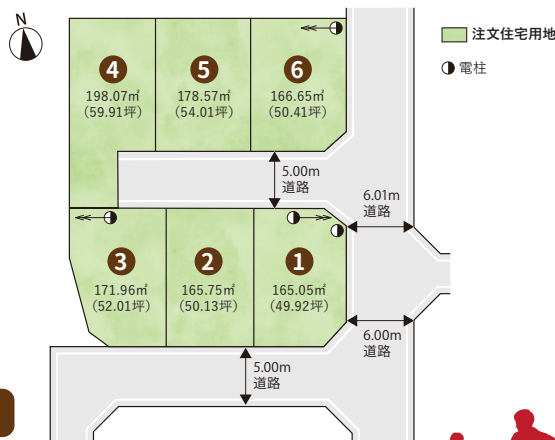 N
注文住宅用地
電柱
4
198.07㎡
(59.91坪)
5
178.57㎡
(54.01坪)
6
166.65㎡
(50.41坪)
5.00m
道路
6.01m
道路
3
171.96㎡
(52.01坪)
2
165.75㎡
(50.13坪)
1
165.05㎡
(49.92坪)
6.00m
道路
5.00m
道路